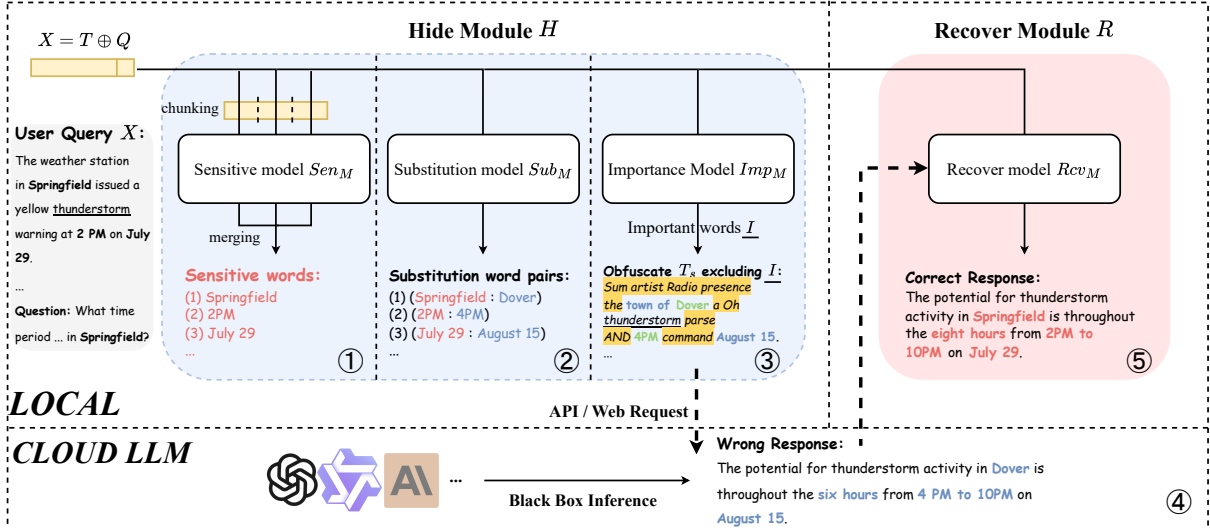 Hide Module H
Recover Module R
X = T ⊕ Q
chunking
User Query X:
The weather station
in Springfield issued a
yellow thunderstorm
warning at 2 PM on July
29.
...
Question: What time
period ... in Springfield?
Sensitive model Sen_M
merging
Sensitive words:
(1) Springfield
(2) 2PM
(3) July 29
...
①
Substitution model Sub_M
Substitution word pairs:
(1) (Springfield : Dover)
(2) (2PM : 4PM)
(3) (July 29 : August 15)
...
②
Importance Model Imp_M
Important words I
Obfuscate T_s excluding I:
Sum artist Radio presence
the town of Dover a Oh
thunderstorm parse
AND 4PM command August 15.
...
③
Recover model Rcv_M
Correct Response:
The potential for thunderstorm
activity in Springfield is throughout
the eight hours from 2PM to
10PM on July 29.
⑤
LOCAL
API / Web Request
CLOUD LLM
...
Black Box Inference
Wrong Response:
The potential for thunderstorm activity in Dover is
throughout the six hours from 4 PM to 10PM on
August 15.
④